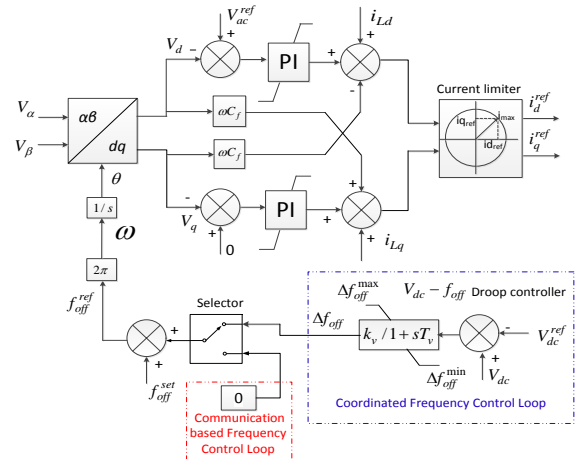 V_ac^ref
i_Ld
V_d
-
+
PI
+
+
-
Current limiter
i_d^ref
V_α
αβ
ωC_f
iq_ref
i_max
id_ref
i_q^ref
V_β
dq
ωC_f
θ
-
+
1/s
V_q
+
0
PI
+
+
i_Lq
ω
2π
f_off^ref
Selector
Δf_off
Δf_off^max
V_dc − f_off Droop controller
k_v / 1 + sT_v
-
V_dc^ref
+
+
f_off^set
Δf_off^min
+
V_dc
0
Communication
based Frequency
Control Loop
Coordinated Frequency Control Loop